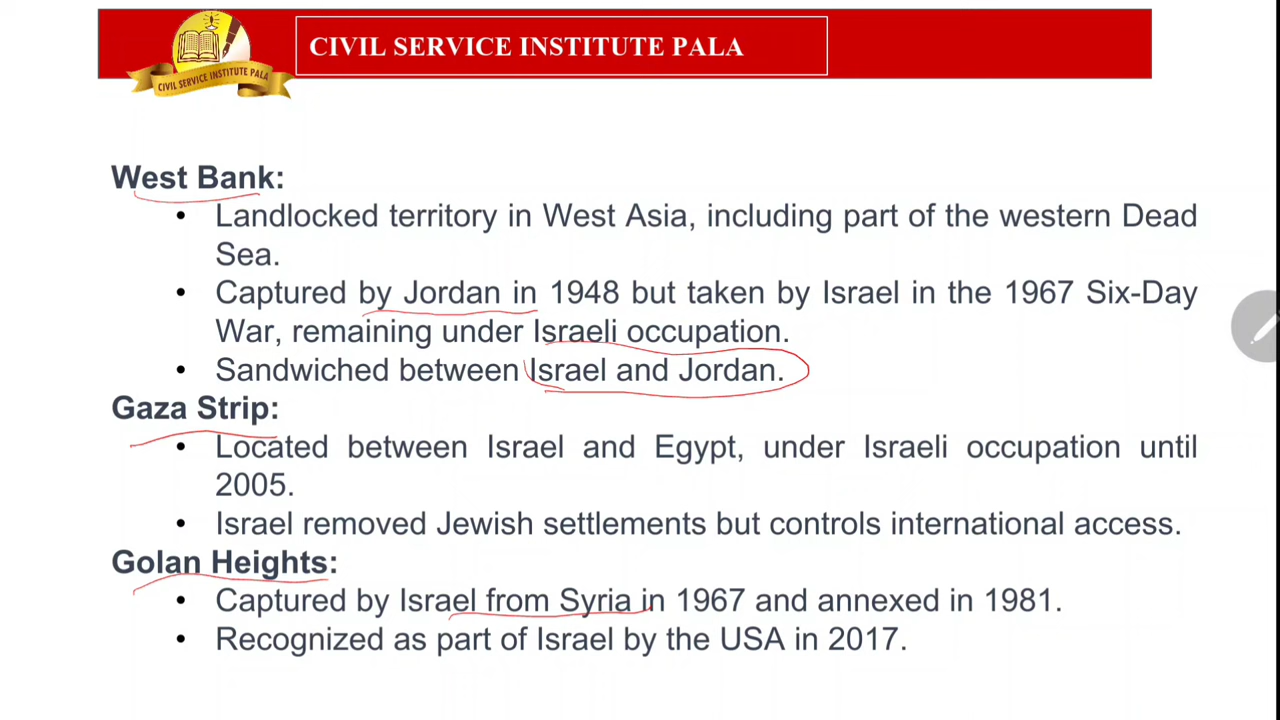 CIVIL SERVICE INSTITUTE PALA
CIVIL SERVICE INSTITUTE PALA
West Bank:
• Landlocked territory in West Asia, including part of the western Dead
Sea.
• Captured by Jordan in 1948 but taken by Israel in the 1967 Six-Day
War, remaining under Israeli occupation.
• Sandwiched between Israel and Jordan.
Gaza Strip:
• Located between Israel and Egypt, under Israeli occupation until
2005.
• Israel removed Jewish settlements but controls international access.
Golan Heights:
• Captured by Israel from Syria in 1967 and annexed in 1981.
• Recognized as part of Israel by the USA in 2017.